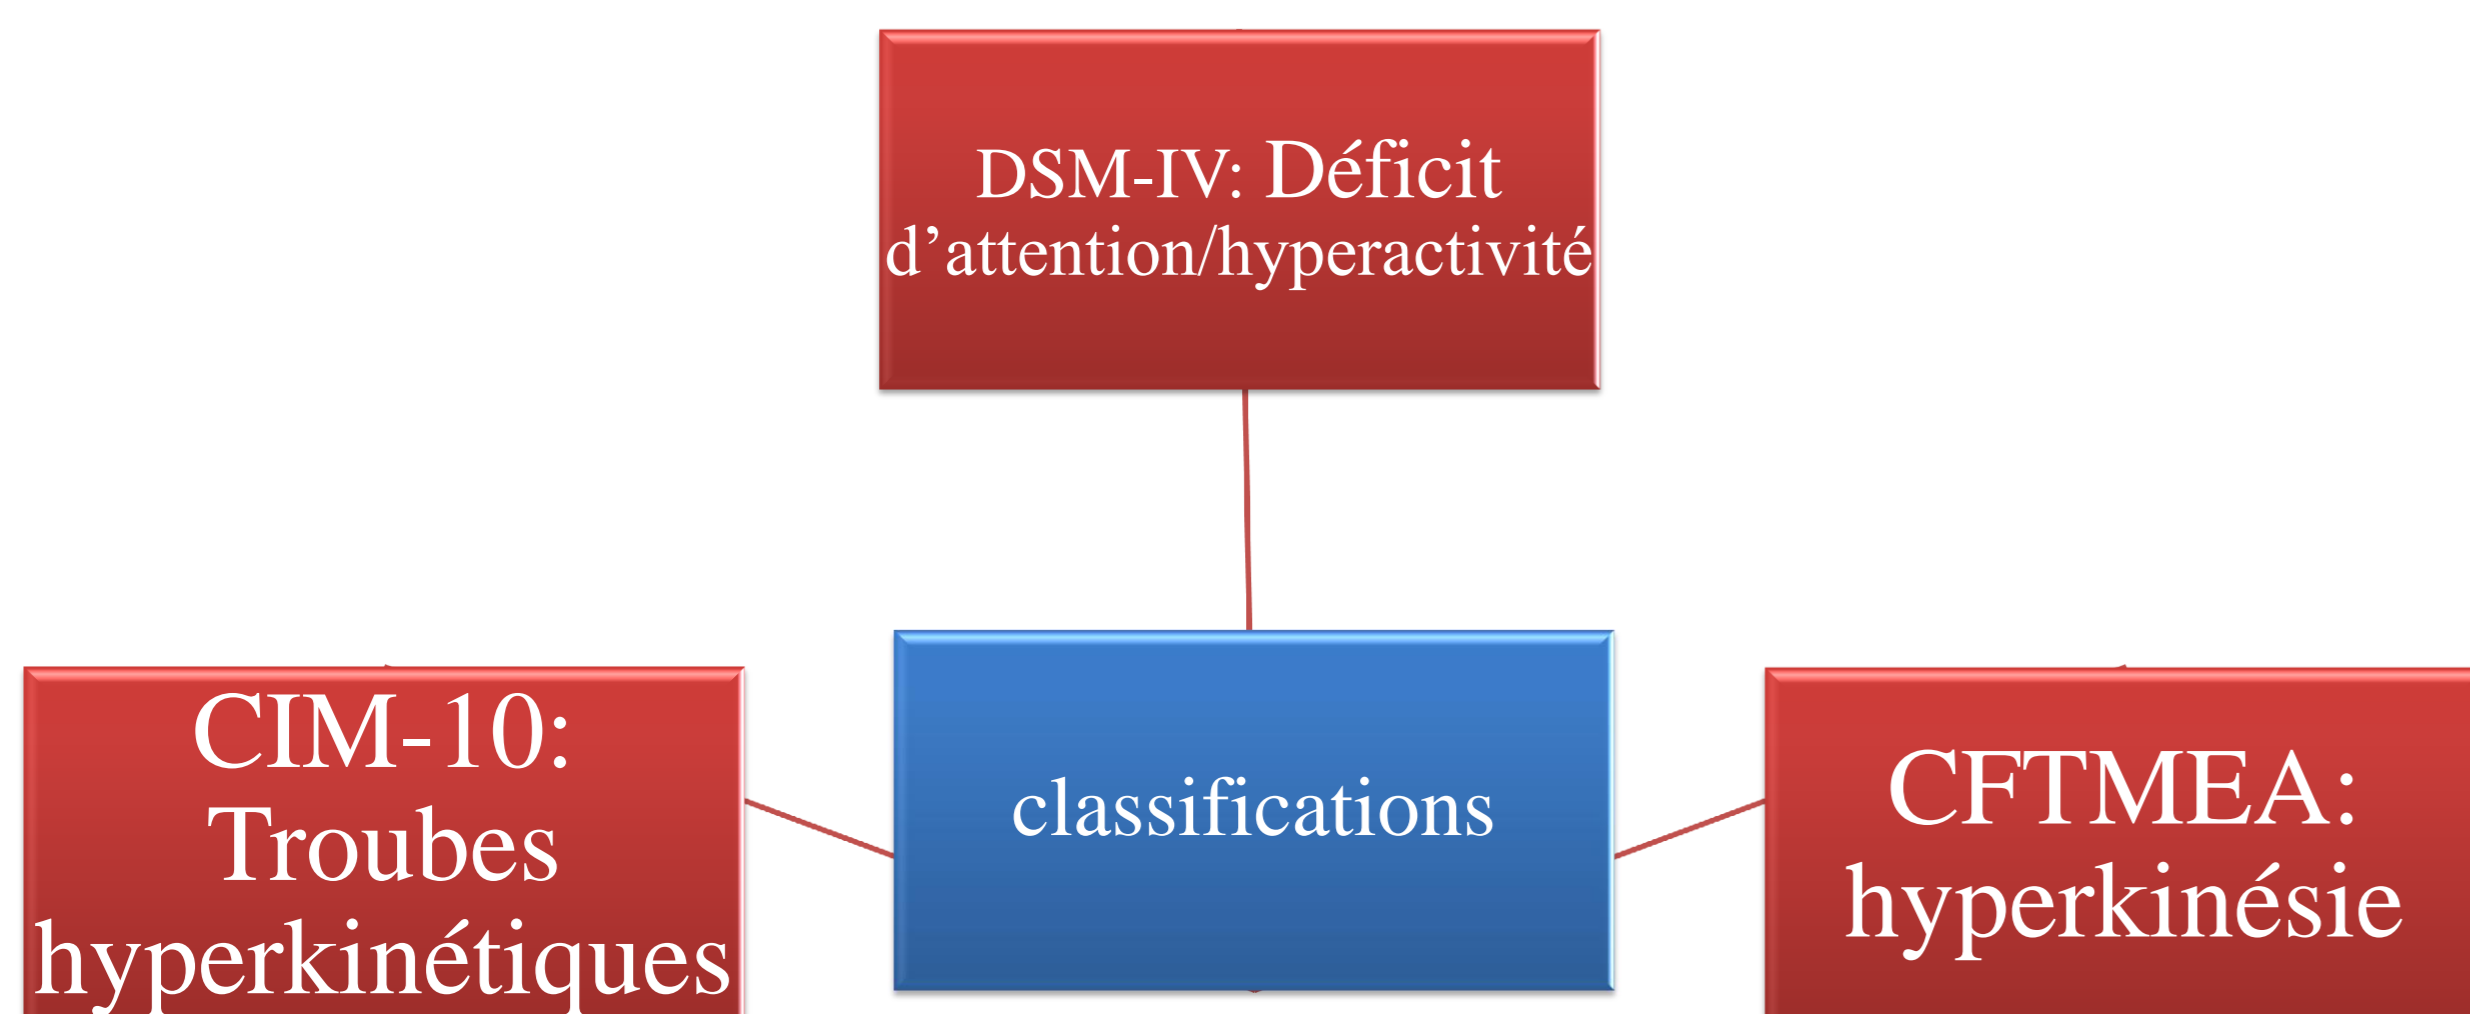 DSM-IV: Déficit
d’attention/hyperactivité
CIM-10:
Troubes
hyperkinétiques
classifications
CFTMEA:
hyperkinésie